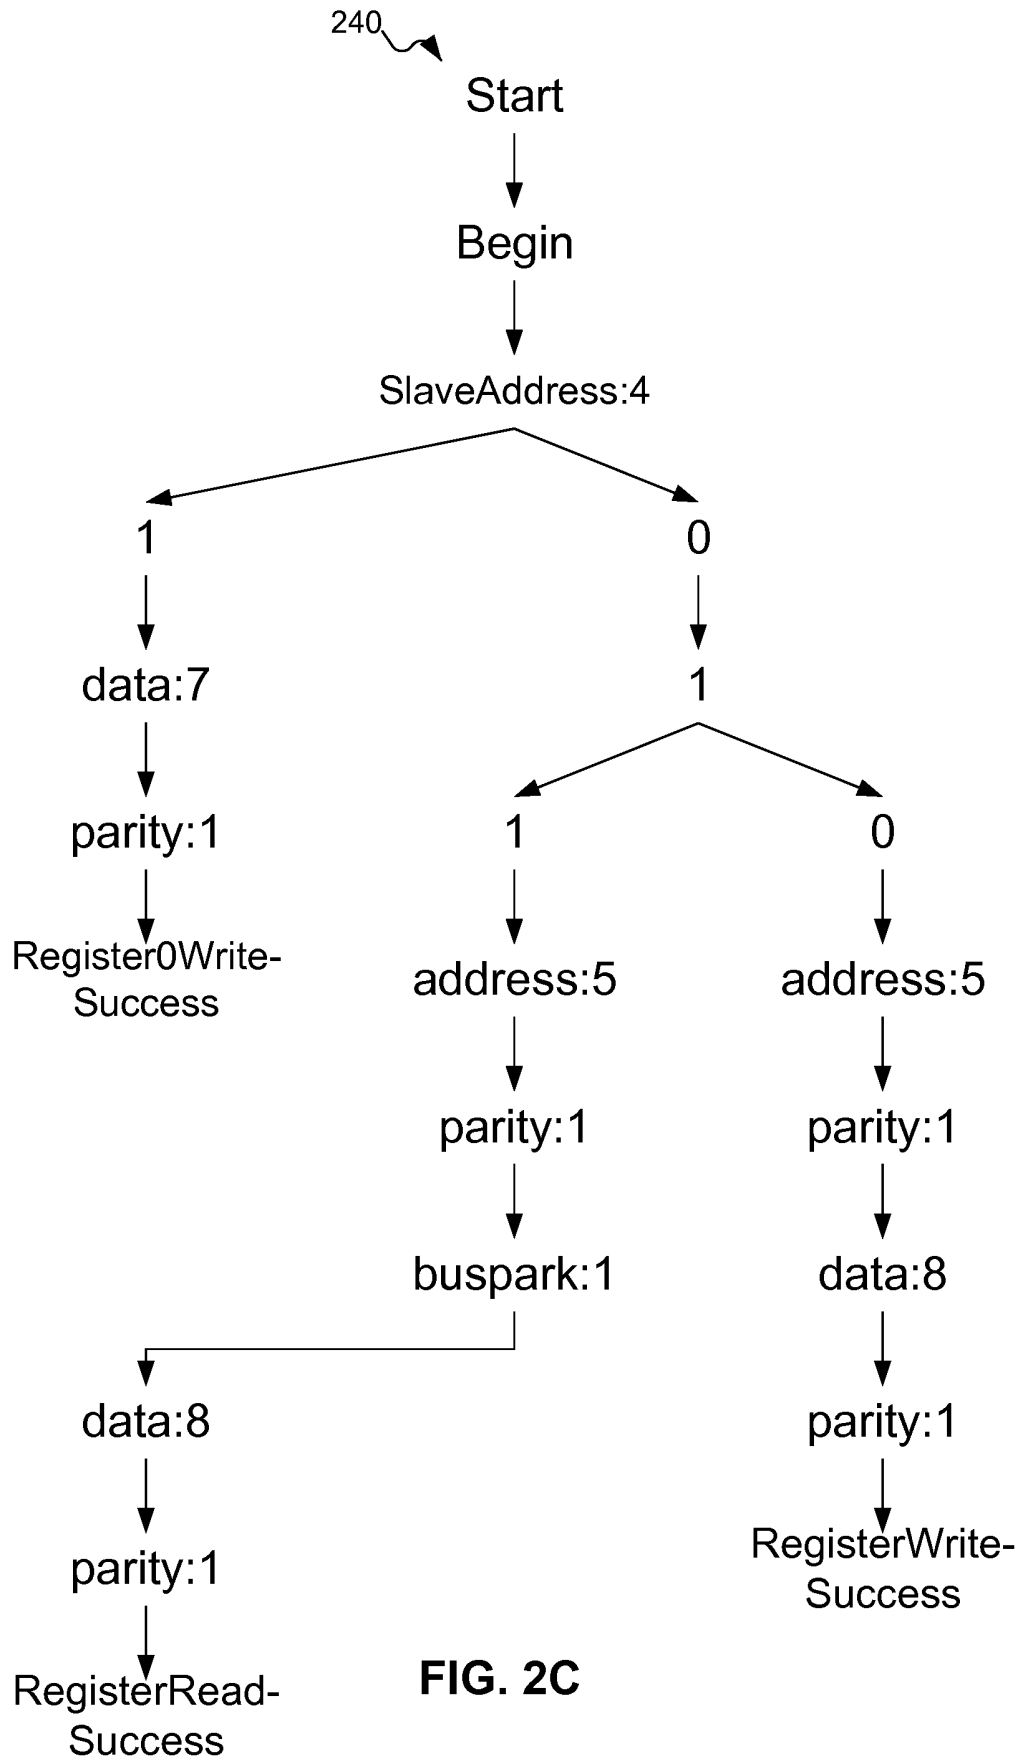 240
Start
Begin
SlaveAddress:4
1
0
data:7
1
parity:1
1
0
Register0Write-
Success
address:5
address:5
parity:1
parity:1
buspark:1
data:8
data:8
parity:1
parity:1
RegisterWrite-
Success
RegisterRead-
Success
FIG. 2C